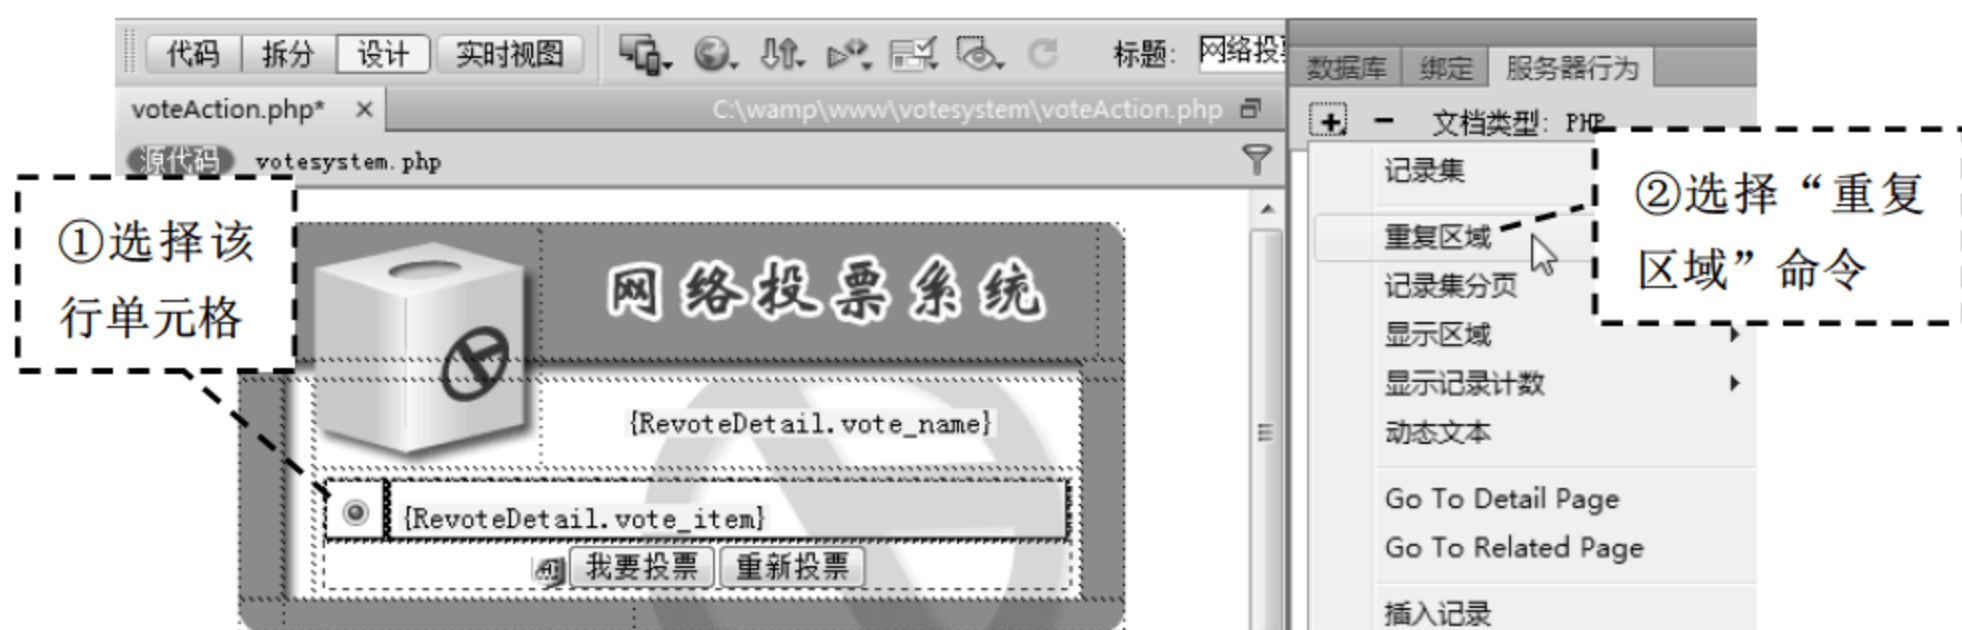 代码 拆分 设计 实时视图 标题: 网络投
数据库 绑定 服务器行为
voteAction.php* × C:\wamp\www\votesystem\voteAction.php
文档类型: PHP
源代码 votesystem.php
①选择该
行单元格
网络投票系统
{RevoteDetail.vote_name}
{RevoteDetail.vote_item}
我要投票 重新投票
记录集
重复区域
记录集分页
显示区域
显示记录计数
动态文本
Go To Detail Page
Go To Related Page
插入记录
②选择“重复
区域”命令